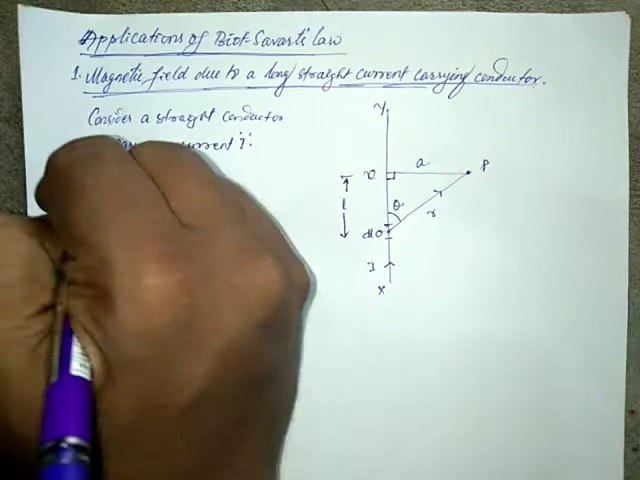 Applications of Biot-Savart's law
1. Magnetic field due to a long straight current carrying conductor.
Consider a straight conductor
current 'I'.
Y
O
a
P
l
θ
r
dl
I
X